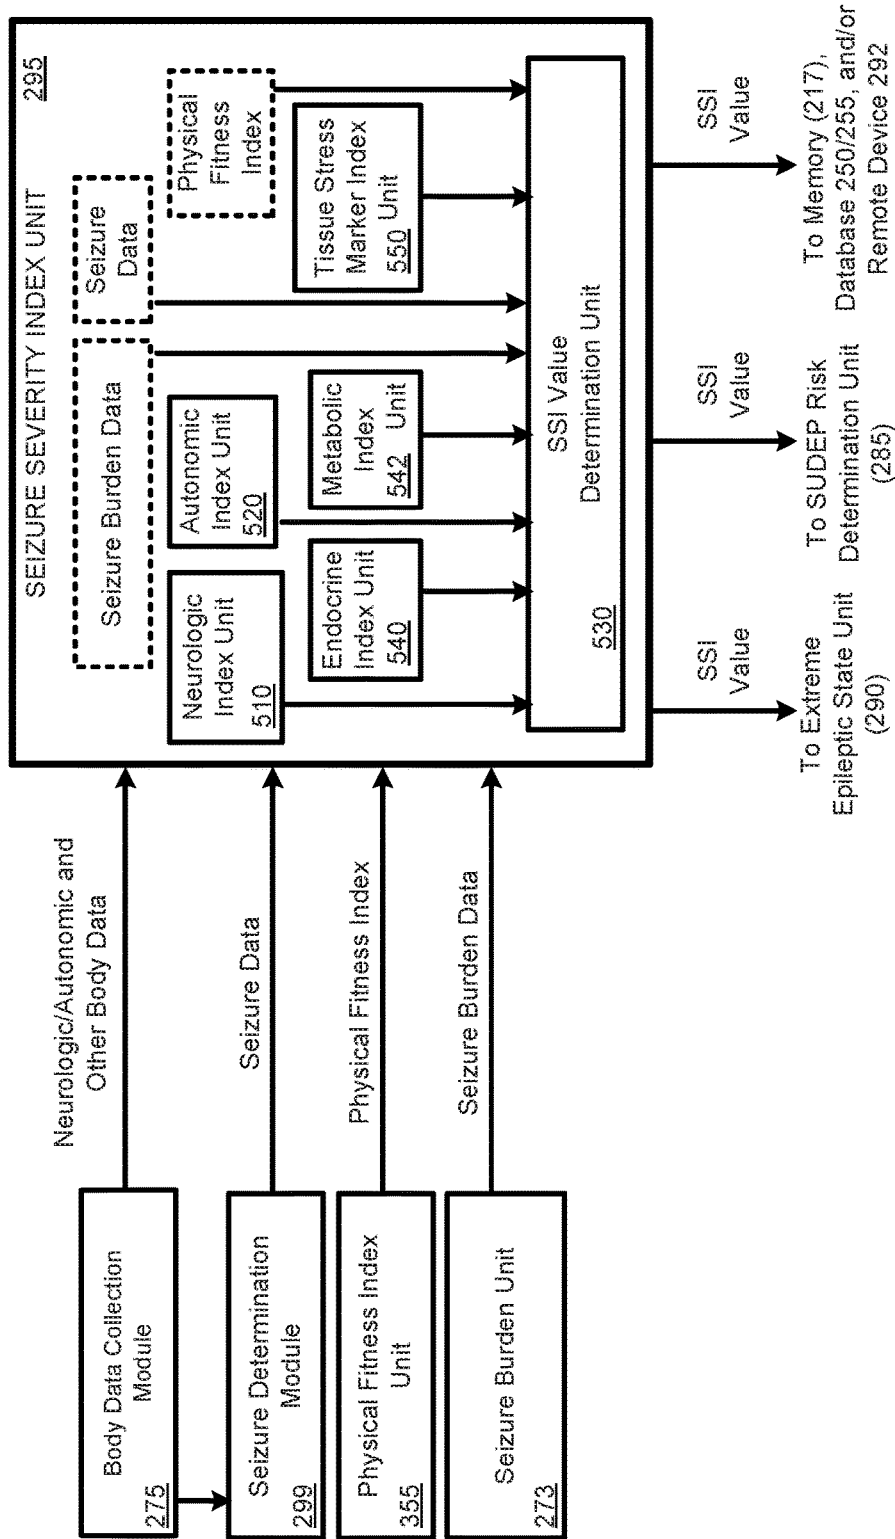 Body Data Collection
Module
275
Seizure Determination
Module
299
Physical Fitness Index
Unit
355
Seizure Burden Unit
273
Neurologic/Autonomic and
Other Body Data
Seizure Data
Physical Fitness Index
Seizure Burden Data
SEIZURE SEVERITY INDEX UNIT
295
Seizure Burden Data
Seizure
Data
Neurologic
Index Unit
510
Autonomic
Index Unit
520
Physical
Fitness
Index
Endocrine
Index Unit
540
Metabolic
Index
542 Unit
Tissue Stress
Marker Index
550 Unit
SSI Value
Determination Unit
530
SSI
Value
To Extreme
Epileptic State Unit
(290)
SSI
Value
To SUDEP Risk
Determination Unit
(285)
SSI
Value
To Memory (217),
Database 250/255, and/or
Remote Device 292